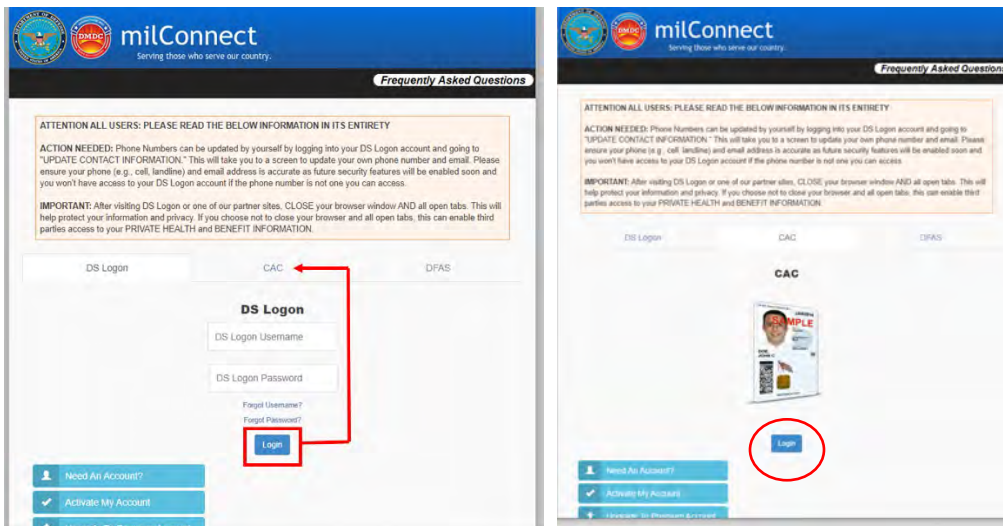 milConnect
Serving those who serve our country.
Frequently Asked Questions
ATTENTION ALL USERS: PLEASE READ THE BELOW INFORMATION IN ITS ENTIRETY
ACTION NEEDED: Phone Numbers can be updated by yourself by logging into your DS Logon account and going to
"UPDATE CONTACT INFORMATION." This will take you to a screen to update your own phone number and email. Please
ensure your phone (e.g., cell, landline) and email address is accurate as future security features will be enabled soon and
you won't have access to your DS Logon account if the phone number is not one you can access.
IMPORTANT: After visiting DS Logon or one of our partner sites, CLOSE your browser window AND all open tabs. This will
help protect your information and privacy. If you choose not to close your browser and all open tabs, this can enable third
parties access to your PRIVATE HEALTH and BENEFIT INFORMATION.
DS Logon CAC DFAS
DS Logon
DS Logon Username
DS Logon Password
Forgot Username?
Forgot Password?
Login
Need An Account?
Activate My Account
milConnect
Serving those who serve our country.
Frequently Asked Questions
ATTENTION ALL USERS: PLEASE READ THE BELOW INFORMATION IN ITS ENTIRETY
ACTION NEEDED: Phone Numbers can be updated by yourself by logging into your DS Logon account and going to
"UPDATE CONTACT INFORMATION." This will take you to a screen to update your own phone number and email. Please
ensure your phone (e.g., cell, landline) and email address is accurate as future security features will be enabled soon and
you won't have access to your DS Logon account if the phone number is not one you can access.
IMPORTANT: After visiting DS Logon or one of our partner sites, CLOSE your browser window AND all open tabs. This will
help protect your information and privacy. If you choose not to close your browser and all open tabs, this can enable third
parties access to your PRIVATE HEALTH and BENEFIT INFORMATION.
DS Logon CAC DFAS
CAC
SAMPLE
Login
Need An Account?
Activate My Account
Upgrade To Premium Account